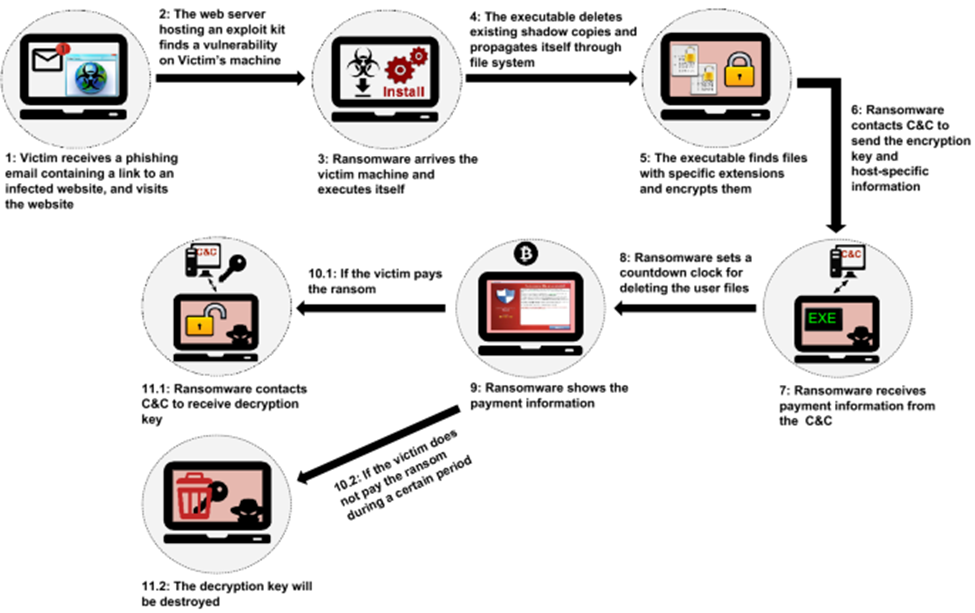 2: The web server
hosting an exploit kit
finds a vulnerability
on Victim's machine
4: The executable deletes
existing shadow copies and
propagates itself through
file system
Install
1: Victim receives a phishing
email containing a link to an
infected website, and visits
the website
3: Ransomware arrives the
victim machine and
executes itself
5: The executable finds files
with specific extensions
and encrypts them
6: Ransomware
contacts C&C to
send the encryption
key and
host-specific
information
C&C
10.1: If the victim pays
the ransom
8: Ransomware sets a
countdown clock for
deleting the user files
C&C
EXE
11.1: Ransomware contacts
C&C to receive decryption
key
9: Ransomware shows the
payment information
7: Ransomware receives
payment information from
the C&C
10.2: If the victim does
not pay the ransom
during a certain period
11.2: The decryption key will
be destroyed